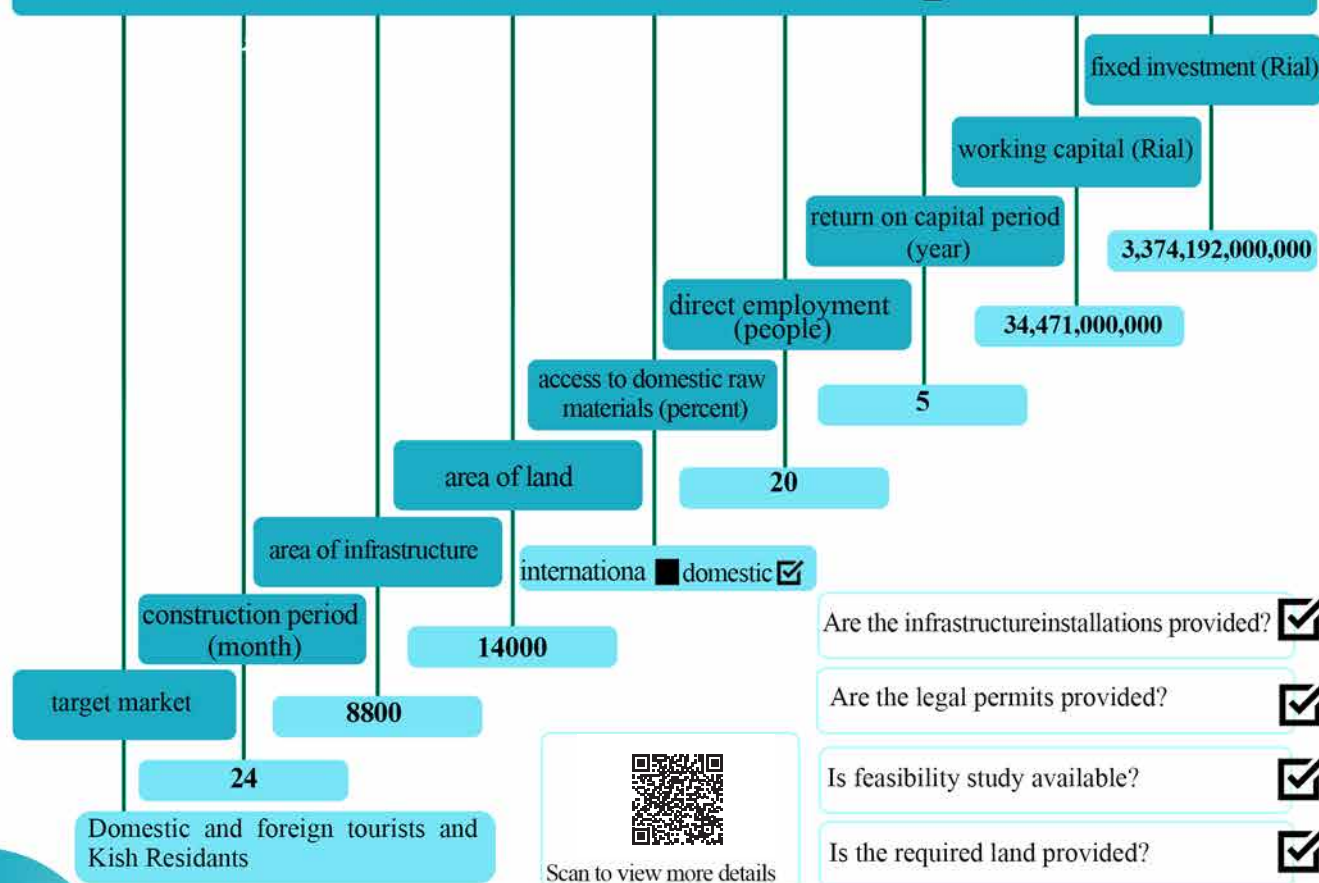 fixed investment (Rial)
3,374,192,000,000
working capital (Rial)
34,471,000,000
return on capital period
(year)
5
direct employment
(people)
20
access to domestic raw
materials (percent)
internationa domestic
area of land
14000
area of infrastructure
8800
construction period
(month)
24
target market
Domestic and foreign tourists and
Kish Residants
Scan to view more details
Are the infrastructureinstallations provided?
Are the legal permits provided?
Is feasibility study available?
Is the required land provided?